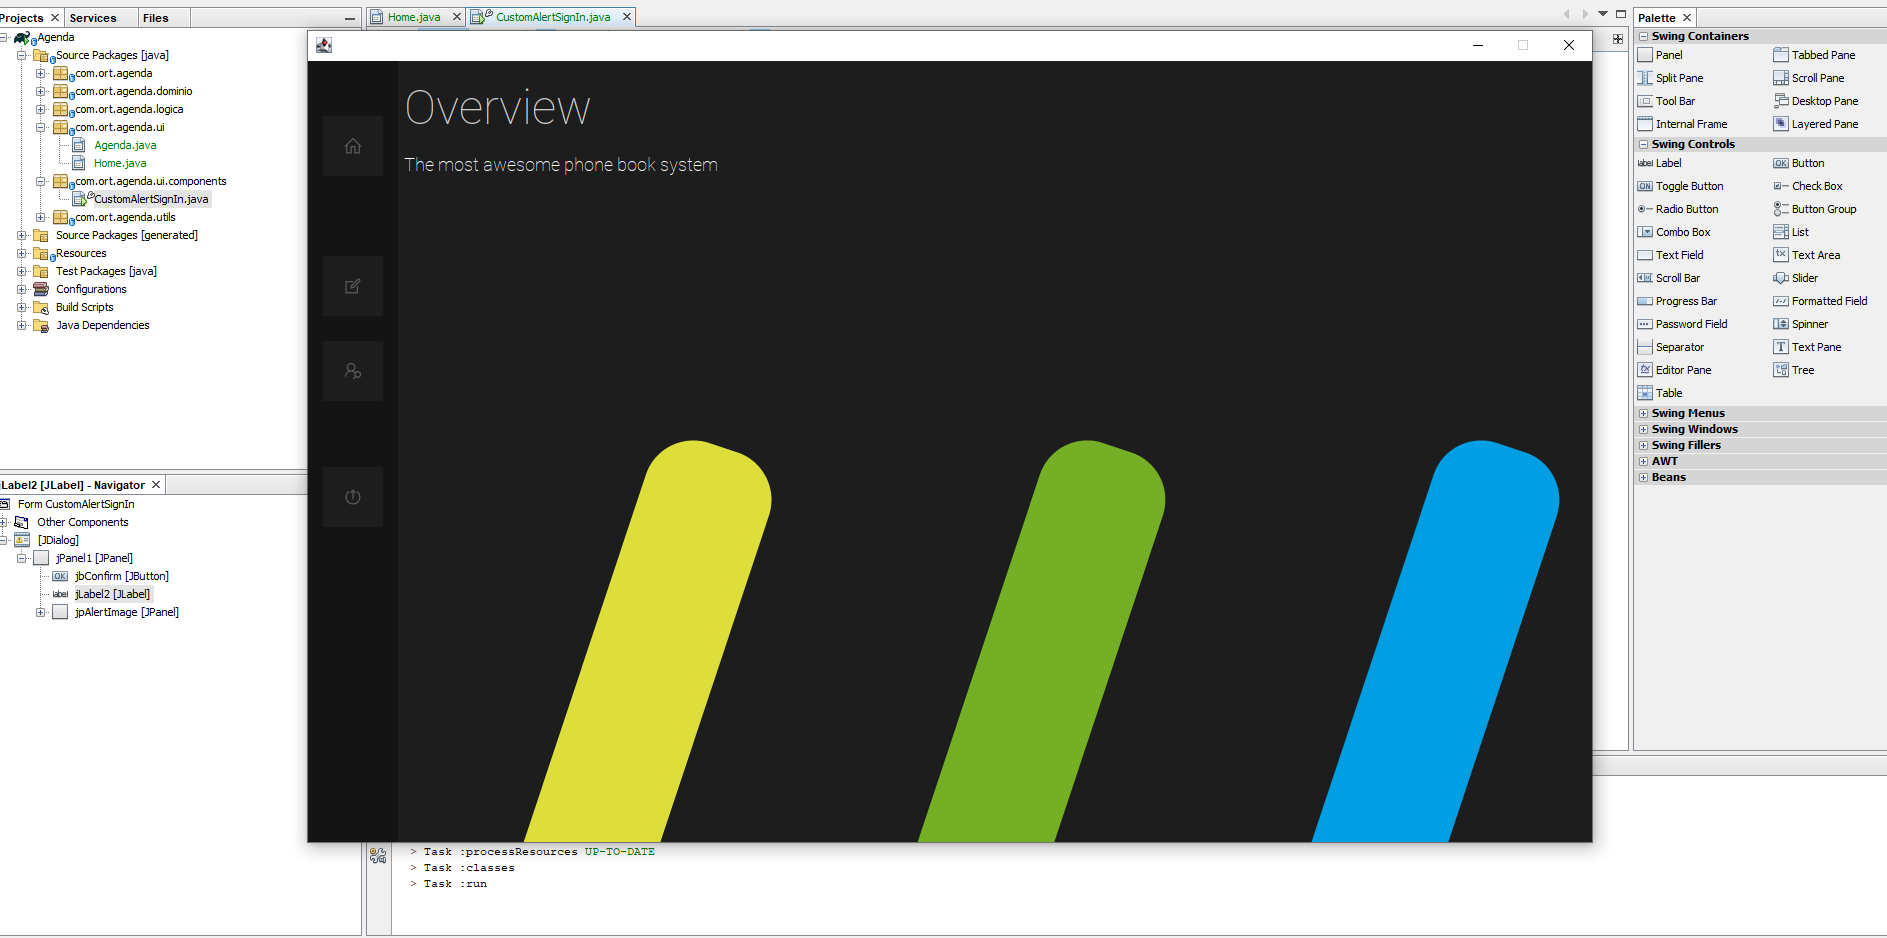 Projects
Services
Files
Agenda
Source Packages [java]
com.ort.agenda
com.ort.agenda.dominio
com.ort.agenda.logica
com.ort.agenda.ui
Agenda.java
Home.java
com.ort.agenda.ui.components
CustomAlertSignIn.java
com.ort.agenda.utils
Source Packages [generated]
Resources
Test Packages [java]
Configurations
Build Scripts
Java Dependencies
jLabel2 [JLabel] - Navigator
Form CustomAlertSignIn
Other Components
[JDialog]
jPanel1 [JPanel]
OK jbConfirm [JButton]
label jLabel2 [JLabel]
jpAlertImage [JPanel]
Home.java
CustomAlertSignIn.java
Overview
The most awesome phone book system
> Task :processResources UP-TO-DATE
> Task :classes
> Task :run
Palette
Swing Containers
Panel
Tabbed Pane
Split Pane
Scroll Pane
Tool Bar
Desktop Pane
Internal Frame
Layered Pane
Swing Controls
label Label
OK Button
ON Toggle Button
Check Box
Radio Button
Button Group
Combo Box
List
Text Field
Text Area
Scroll Bar
Slider
Progress Bar
Formatted Field
Password Field
Spinner
Separator
T Text Pane
Editor Pane
Tree
Table
Swing Menus
Swing Windows
Swing Fillers
AWT
Beans